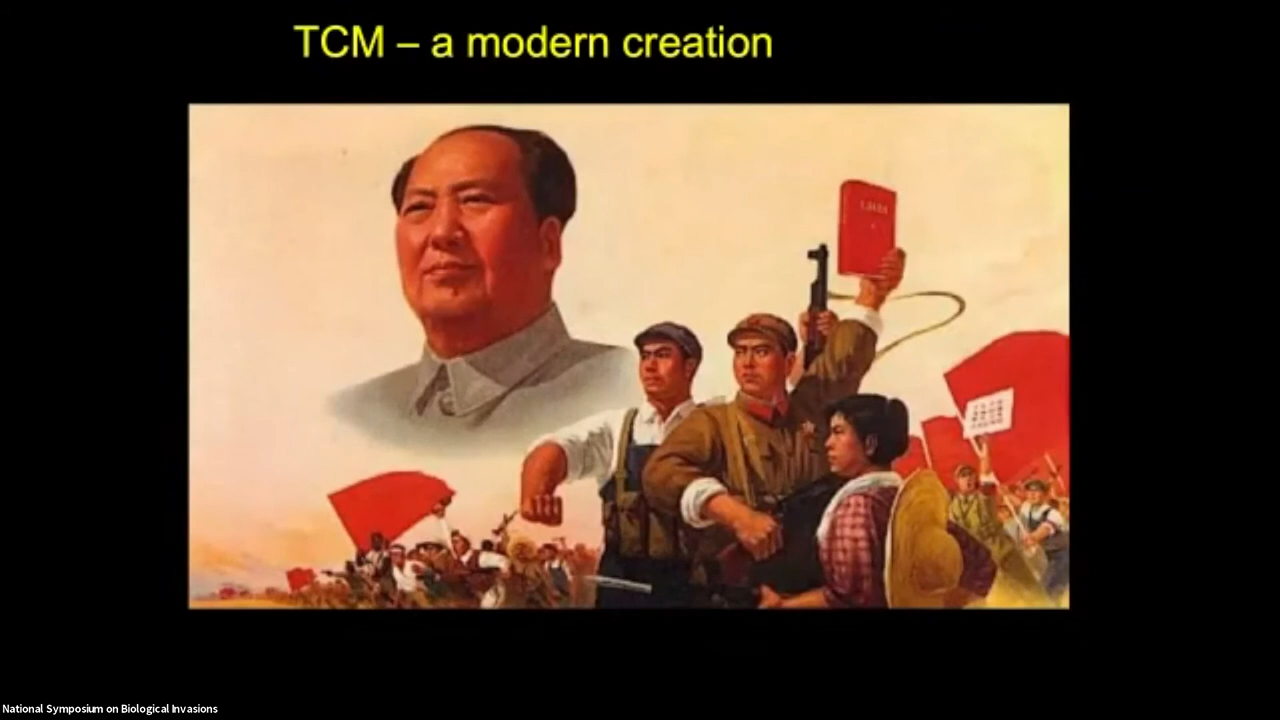 TCM – a modern creation
National Symposium on Biological Invasions